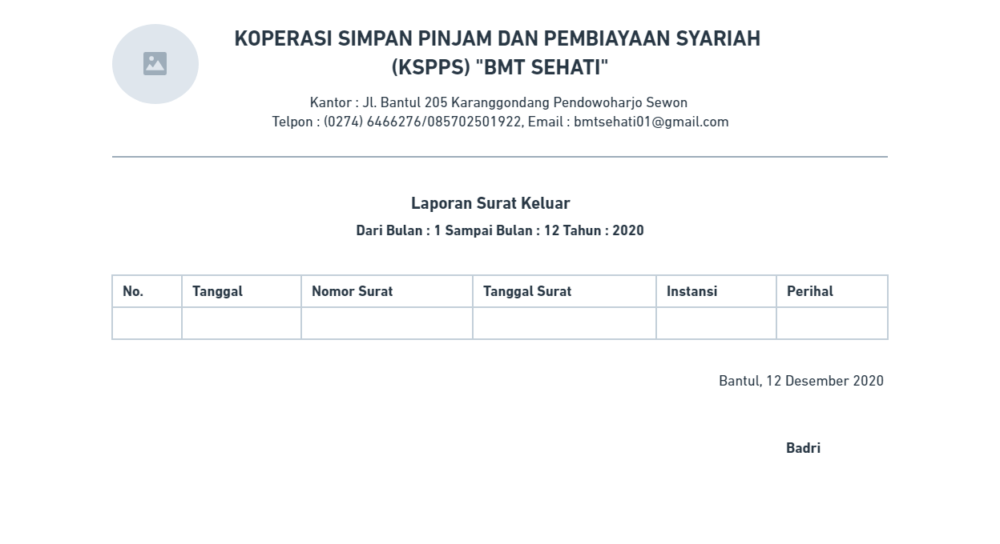 KOPERASI SIMPAN PINJAM DAN PEMBIAYAAN SYARIAH
(KSPPS) "BMT SEHATI"
Kantor : Jl. Bantul 205 Karanggondang Pendowoharjo Sewon
Telpon : (0274) 6466276/085702501922, Email : bmtsehati01@gmail.com
Laporan Surat Keluar
Dari Bulan : 1 Sampai Bulan : 12 Tahun : 2020
No. Tanggal Nomor Surat Tanggal Surat Instansi Perihal
Bantul, 12 Desember 2020
Badri